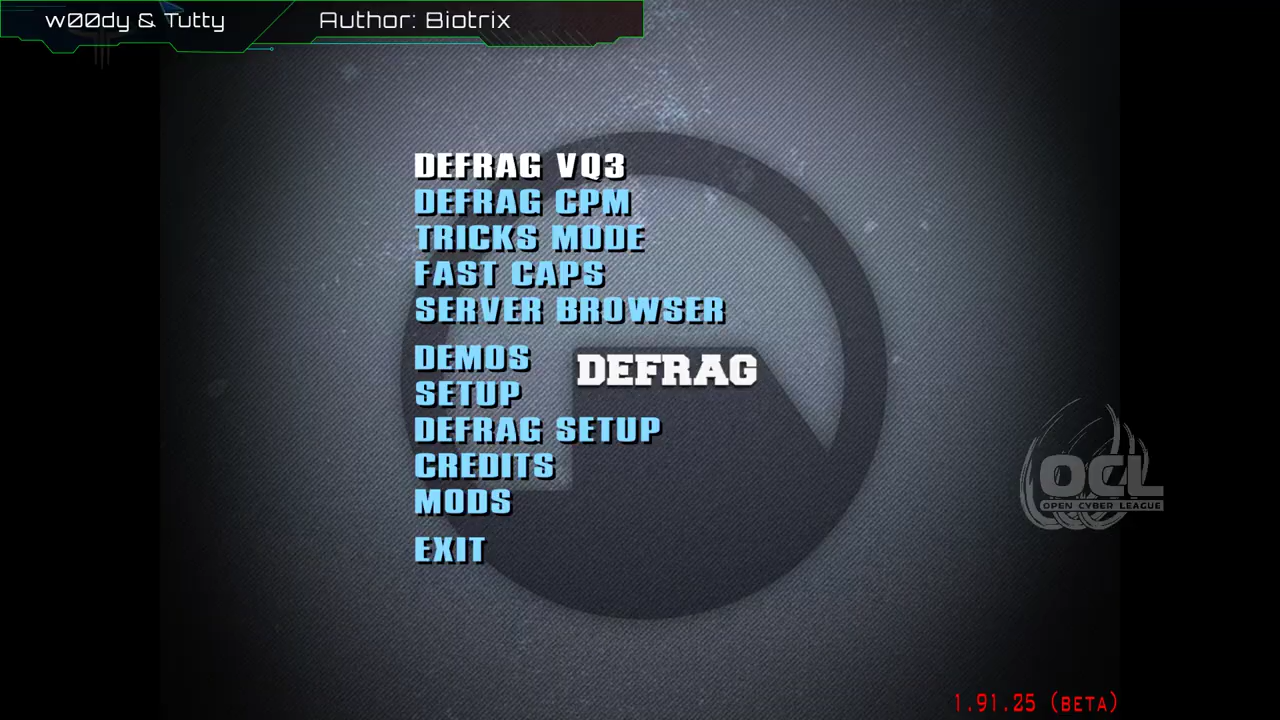 w00dy & Tutty
Author: Biotrix
DEFRAG VQ3
DEFRAG CPM
TRICKS MODE
FAST CAPS
SERVER BROWSER
DEMOS
DEFRAG
SETUP
DEFRAG SETUP
CREDITS
MODS
EXIT
OCL
OPEN CYBER LEAGUE
1.91.25 (BETA)